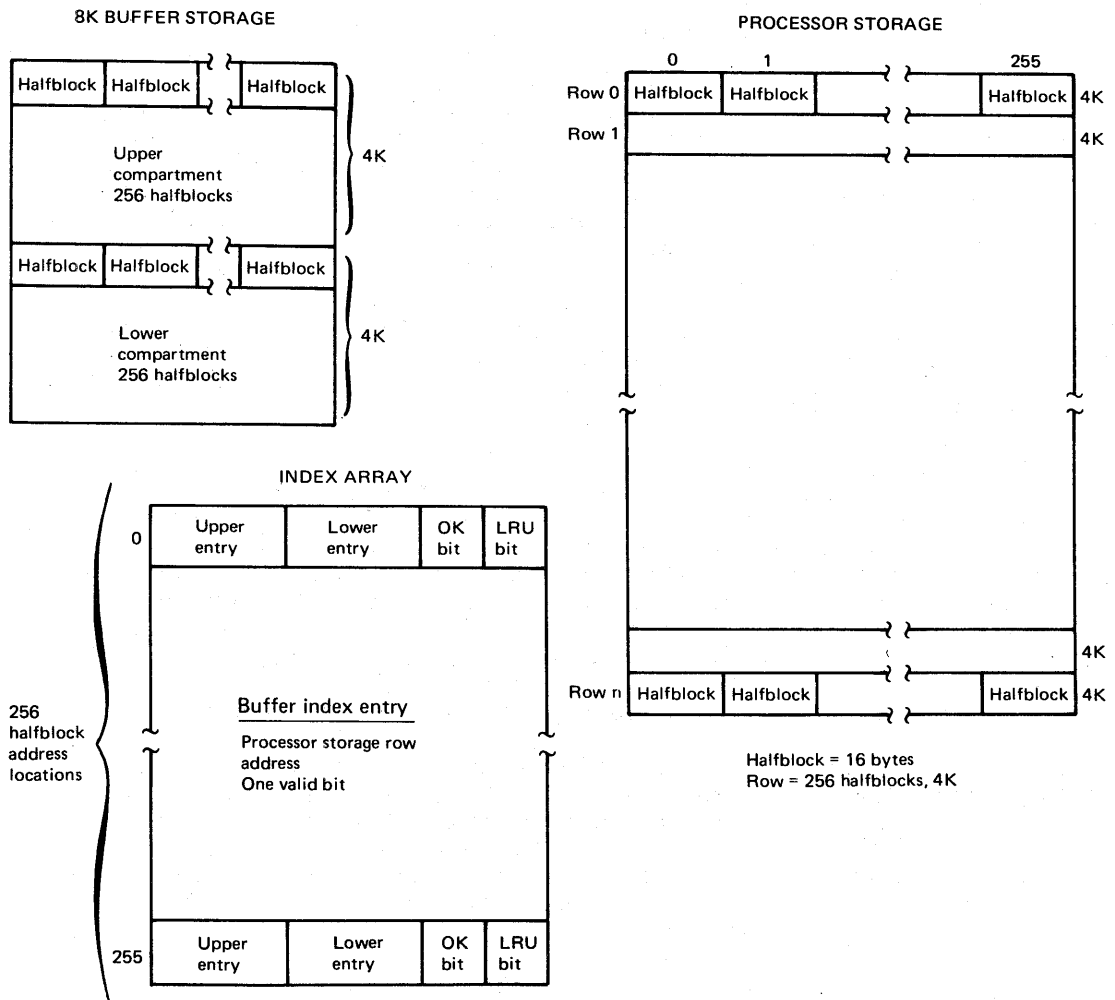 8K BUFFER STORAGE
Halfblock Halfblock Halfblock
Upper
compartment
256 halfblocks
4K
Halfblock Halfblock Halfblock
Lower
compartment
256 halfblocks
4K
PROCESSOR STORAGE
0 1 255
Row 0 Halfblock Halfblock Halfblock 4K
Row 1 4K
4K
Row n Halfblock Halfblock Halfblock 4K
Halfblock = 16 bytes
Row = 256 halfblocks, 4K
INDEX ARRAY
0 Upper entry Lower entry OK bit LRU bit
256
halfblock
address
locations
Buffer index entry
Processor storage row
address
One valid bit
255 Upper entry Lower entry OK bit LRU bit